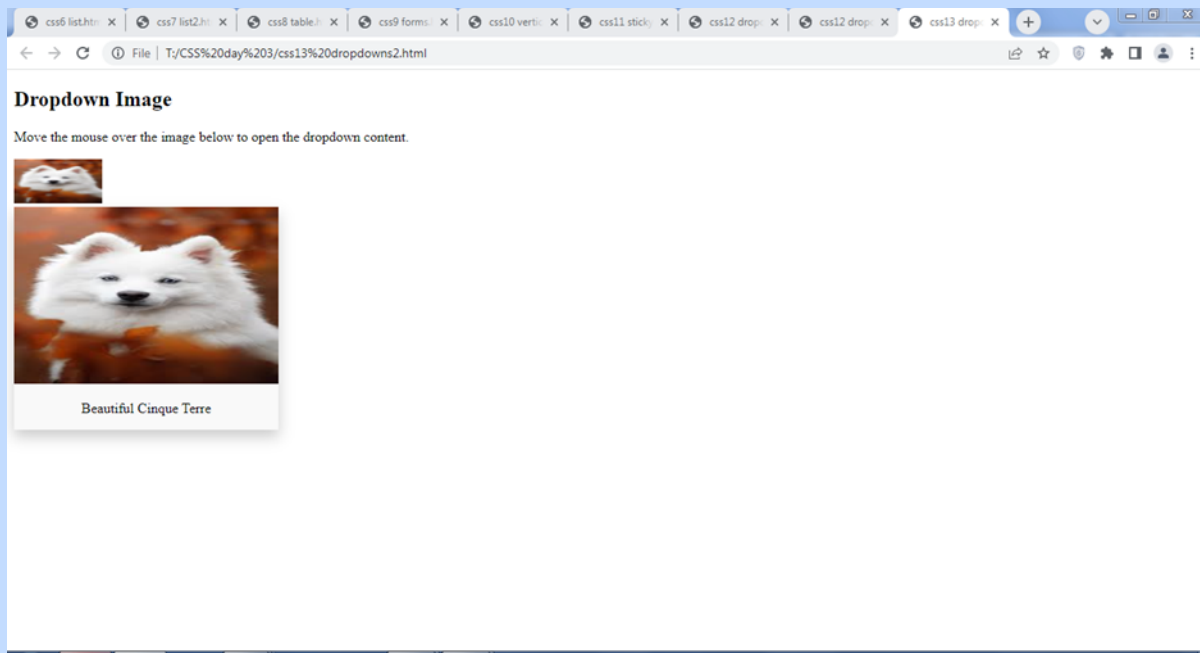 css6 list.htm
css7 list2.ht
css8 table.h
css9 forms.
css10 vertic
css11 sticky
css12 drop
css12 drop
css13 drop
File | T:/CSS%20day%203/css13%20dropdowns2.html
Dropdown Image
Move the mouse over the image below to open the dropdown content.
Beautiful Cinque Terre